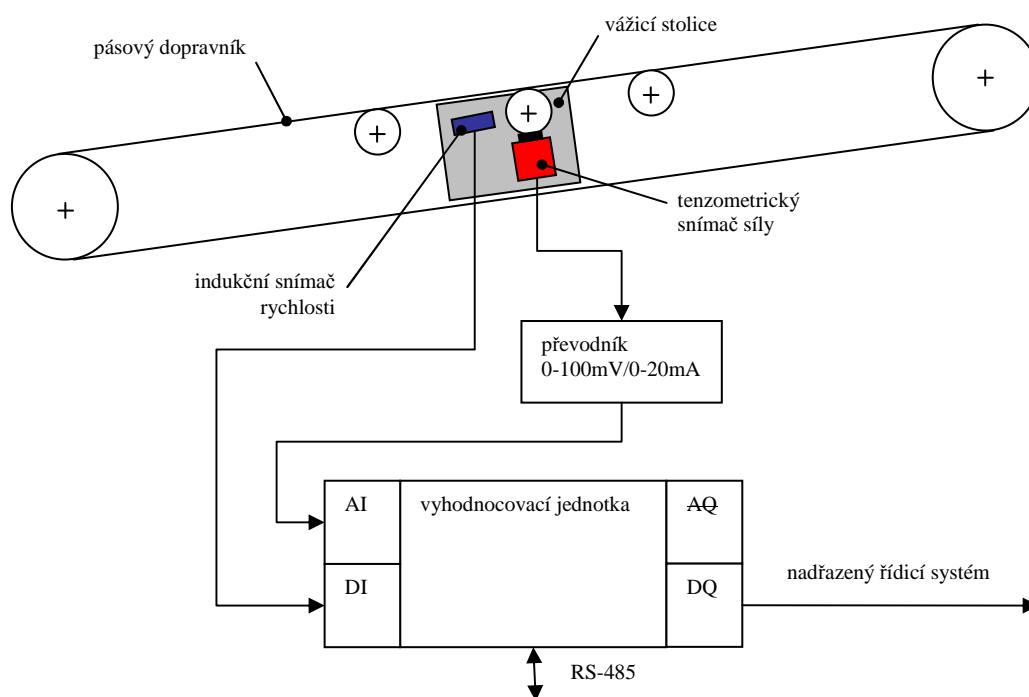 vážicí stolice
pásový dopravník
tenzometrický
snímač síly
indukční snímač
rychlosti
převodník
0-100mV/0-20mA
AI
vyhodnocovací jednotka
AQ
DI
DQ
nadřazený řídicí systém
RS-485